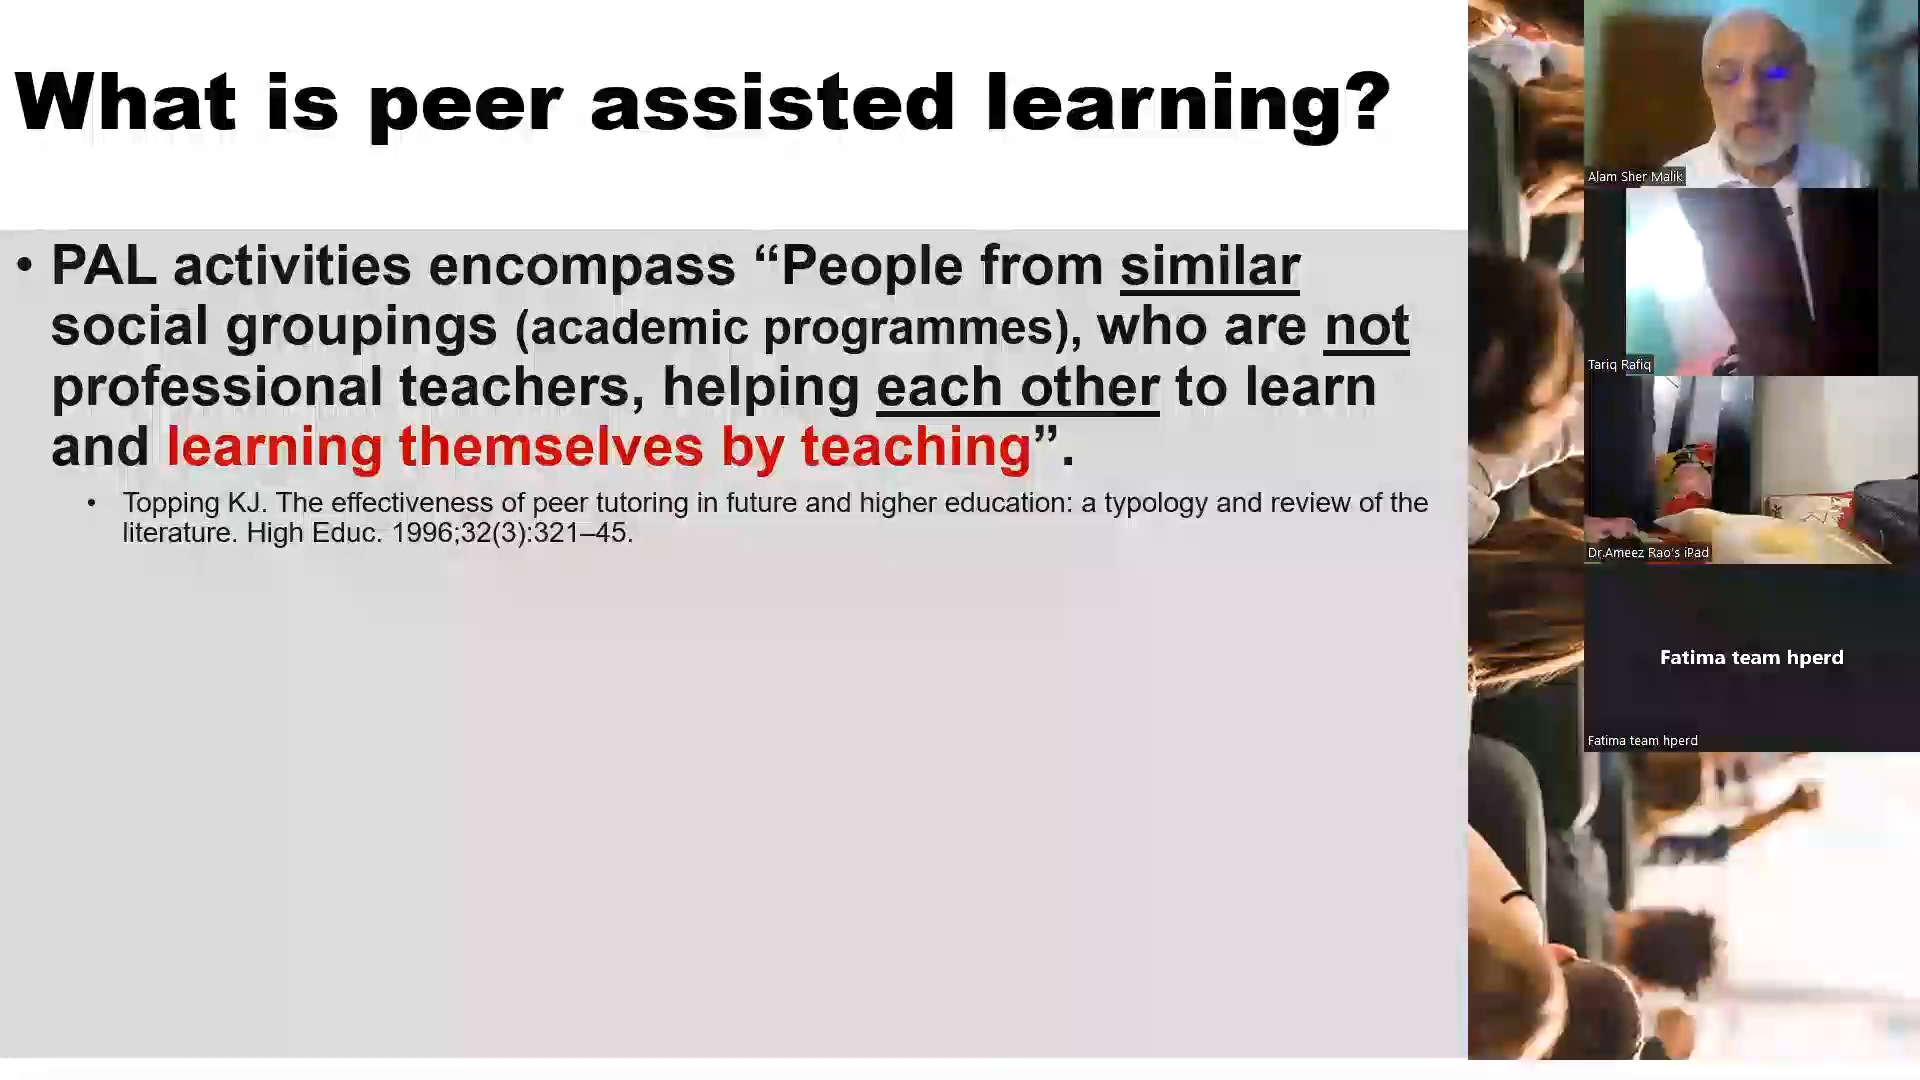 What is peer assisted learning?
• PAL activities encompass “People from similar
social groupings (academic programmes), who are not
professional teachers, helping each other to learn
and learning themselves by teaching”.
• Topping KJ. The effectiveness of peer tutoring in future and higher education: a typology and review of the
literature. High Educ. 1996;32(3):321–45.
Alam Sher Malik
Tariq Rafiq
Dr.Ameez Rao's iPad
Fatima team hperd
Fatima team hperd